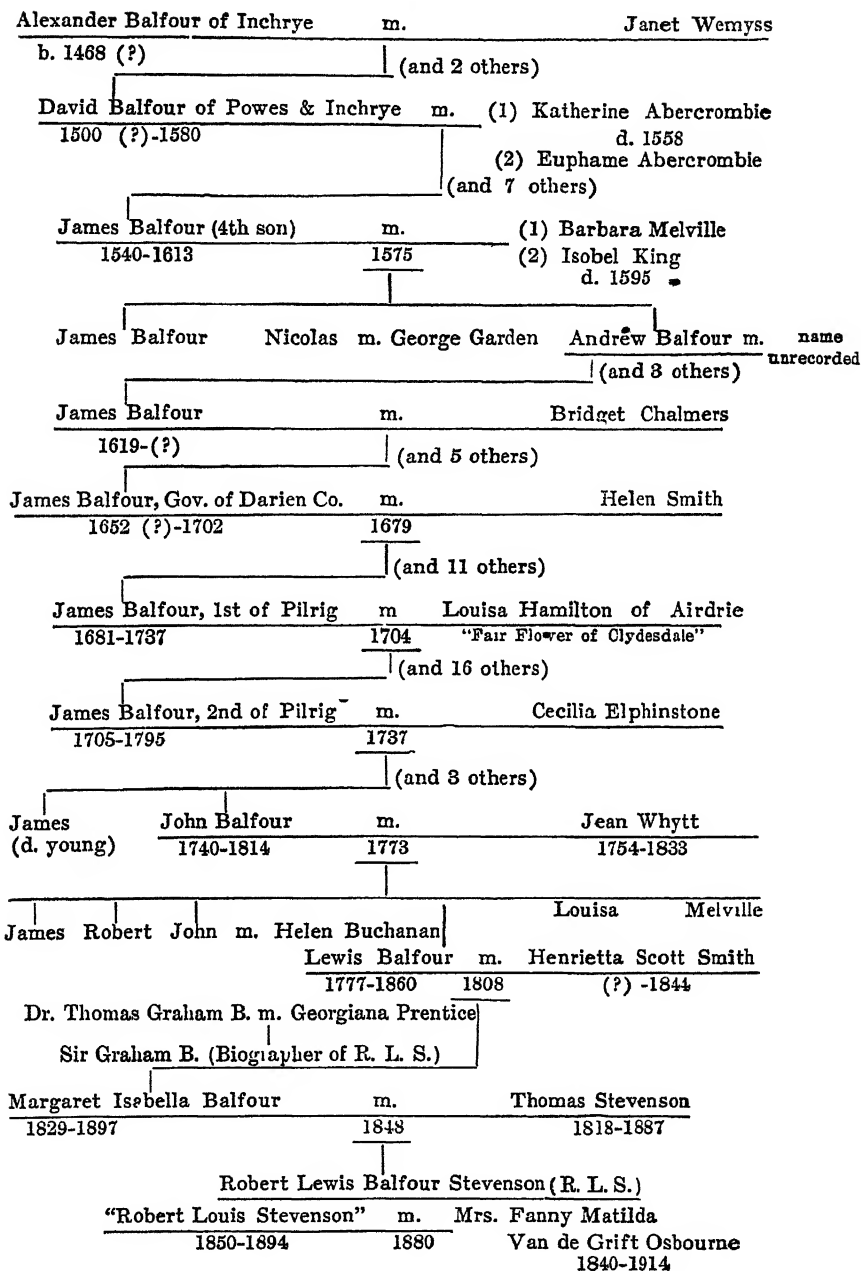 Alexander Balfour of Inchrye m. Janet Wemyss
b. 1468 (?)
(and 2 others)
David Balfour of Powes & Inchrye m. (1) Katherine Abercrombie
1500 (?)-1580 d. 1558
(2) Euphame Abercrombie
(and 7 others)
James Balfour (4th son) m. (1) Barbara Melville
1540-1613 1575 (2) Isobel King
d. 1595
James Balfour Nicolas m. George Garden Andrew Balfour m. name
unrecorded
(and 3 others)
James Balfour m. Bridget Chalmers
1619-(?)
(and 5 others)
James Balfour, Gov. of Darien Co. m. Helen Smith
1652 (?)-1702 1679
(and 11 others)
James Balfour, 1st of Pilrig m Louisa Hamilton of Airdrie
1681-1737 1704 "Fair Flower of Clydesdale"
(and 16 others)
James Balfour, 2nd of Pilrig m. Cecilia Elphinstone
1705-1795 1737
(and 3 others)
James John Balfour m. Jean Whytt
(d. young) 1740-1814 1773 1754-1833
Louisa Melville
James Robert John m. Helen Buchanan
Lewis Balfour m. Henrietta Scott Smith
1777-1860 1808 (?) -1844
Dr. Thomas Graham B. m. Georgiana Prentice
Sir Graham B. (Biographer of R. L. S.)
Margaret Isabella Balfour m. Thomas Stevenson
1829-1897 1848 1818-1887
Robert Lewis Balfour Stevenson (R. L. S.)
"Robert Louis Stevenson" m. Mrs. Fanny Matilda
1850-1894 1880 Van de Grift Osbourne
1840-1914